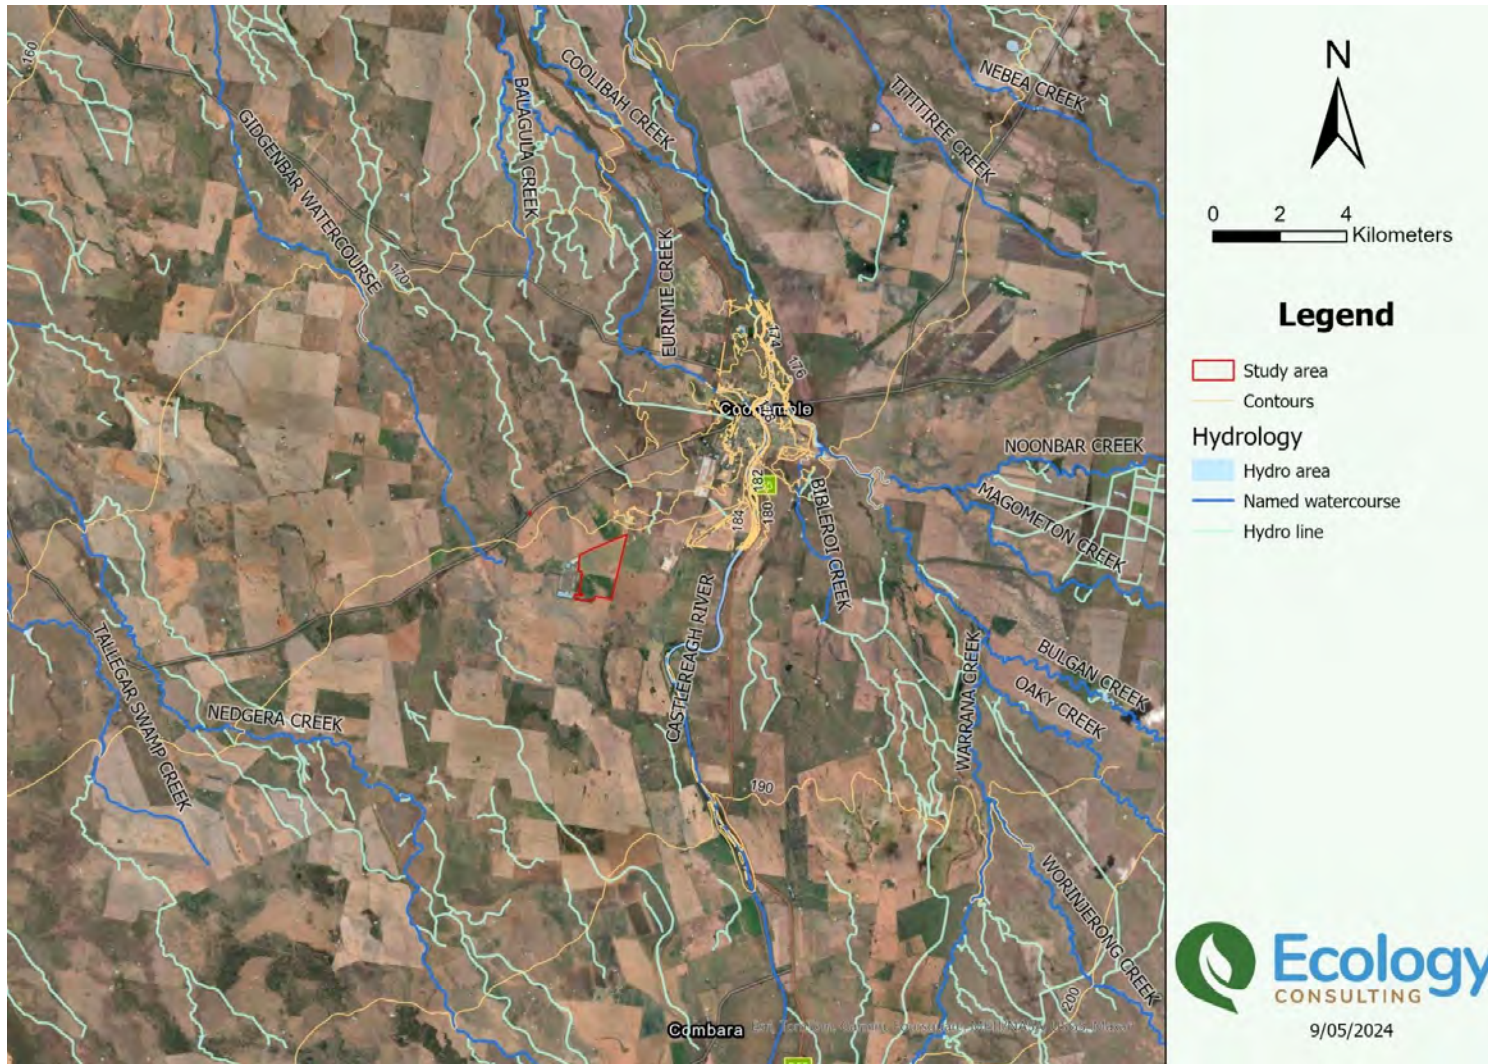 160
GIDGENBAR WATERCOURSE
BALAGULA CREEK
COOLIBAH CREEK
TITITIREE CREEK
NEBEA CREEK
170
EURIMIE CREEK
174
176
Coonamble
182
180
184
BIBLEROI CREEK
NOONBAR CREEK
MAGOMETON CREEK
CASTLEREAGH RIVER
WARRANA CREEK
BULGAN CREEK
OAKY CREEK
TALLEGAR SWAMP CREEK
NEDGERA CREEK
190
WORINJERONG CREEK
200
Combara
N
0 2 4
Kilometers
Legend
Study area
Contours
Hydrology
Hydro area
Named watercourse
Hydro line
Ecology
CONSULTING
9/05/2024